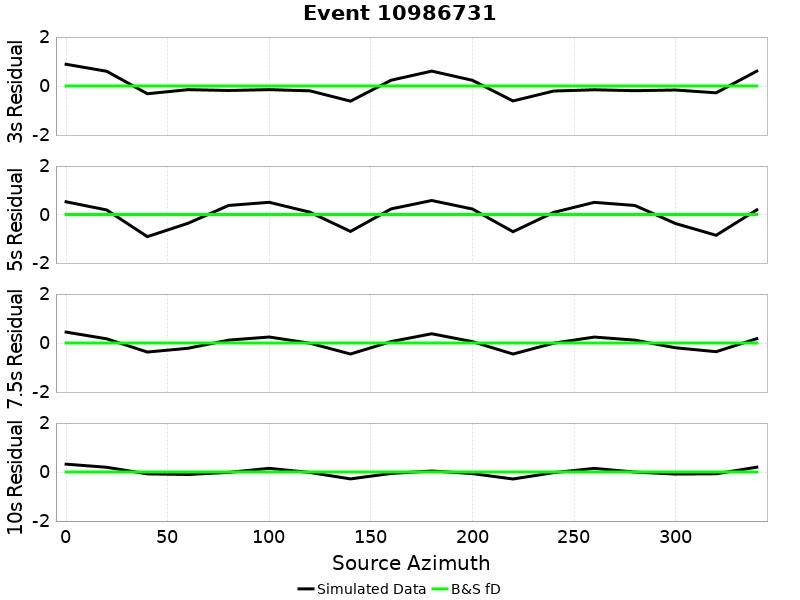 Event 10986731
3s Residual
2
0
-2
5s Residual
2
0
-2
7.5s Residual
2
0
-2
10s Residual
2
0
-2
0 50 100 150 200 250 300
Source Azimuth
Simulated Data B&S fD